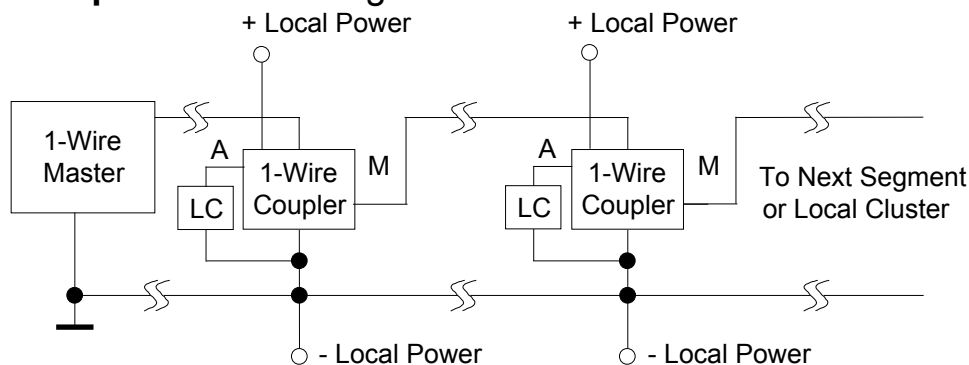 + Local Power
+ Local Power
1-Wire
Master
A
1-Wire
Coupler
M
LC
A
1-Wire
Coupler
M
LC
To Next Segment
or Local Cluster
- Local Power
- Local Power